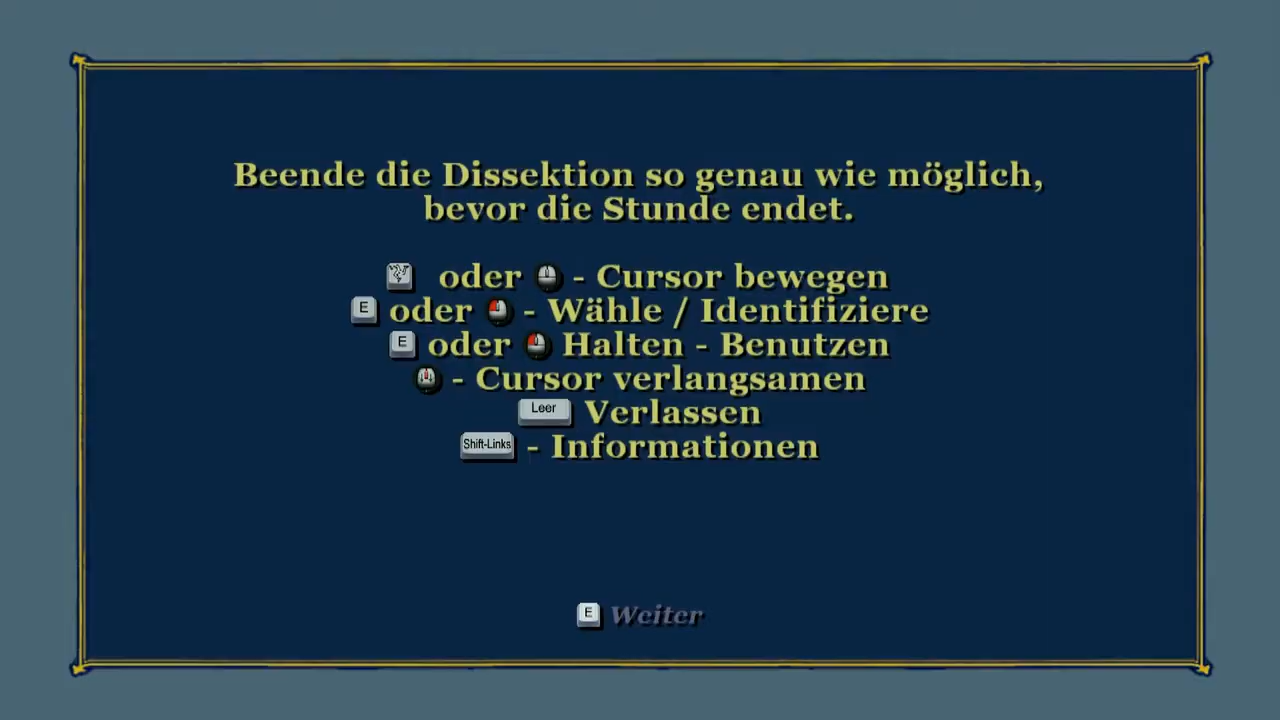 Beende die Dissektion so genau wie möglich,
bevor die Stunde endet.
oder - Cursor bewegen
E oder - Wähle / Identifiziere
E oder Halten - Benutzen
- Cursor verlangsamen
Leer Verlassen
Shift-Links - Informationen
E Weiter